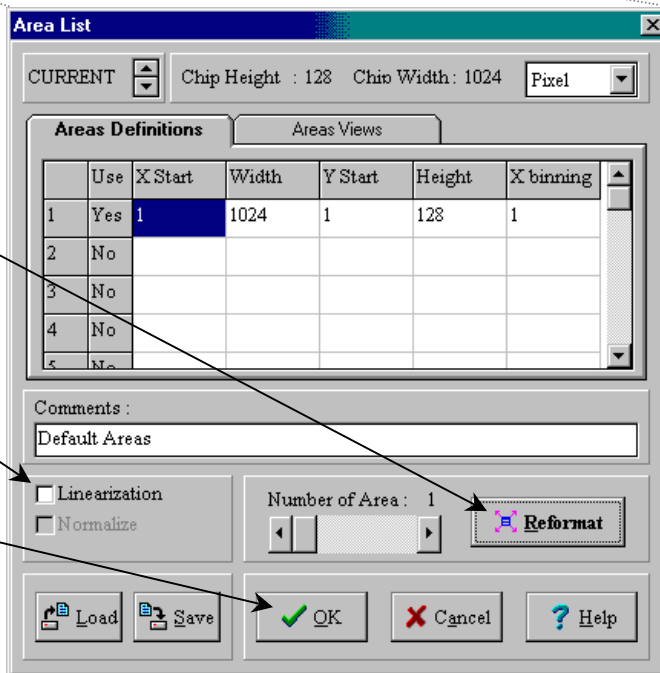 Area List
CURRENT Chip Height : 128 Chip Width : 1024 Pixel
Areas Definitions Areas Views
Use X Start Width Y Start Height X binning
1 Yes 1 1024 1 128 1
2 No
3 No
4 No
5 No
Comments :
Default Areas
Linearization
Normalize
Number of Area : 1
Reformat
Load Save OK Cancel Help